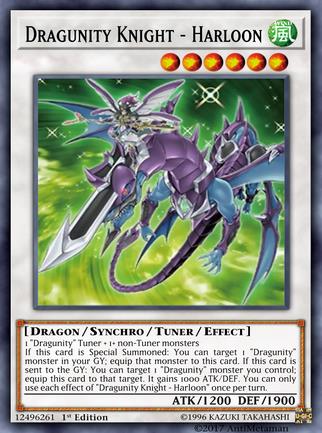 Dragunity Knight - Harloon
WIND
風
[Dragon / Synchro / Tuner / Effect]
1 "Dragunity" Tuner + 1+ non-Tuner monsters
If this card is Special Summoned: You can target 1 "Dragunity"
monster in your GY; equip that monster to this card. If this card is
sent to the GY: You can target 1 "Dragunity" monster you control;
equip this card to that target. It gains 1000 ATK/DEF. You can only
use each effect of "Dragunity Knight - Harloon" once per turn.
ATK/1200 DEF/1900
12496261 1st Edition ©1996 KAZUKI TAKAHASHI
©2017 AntiMetaman